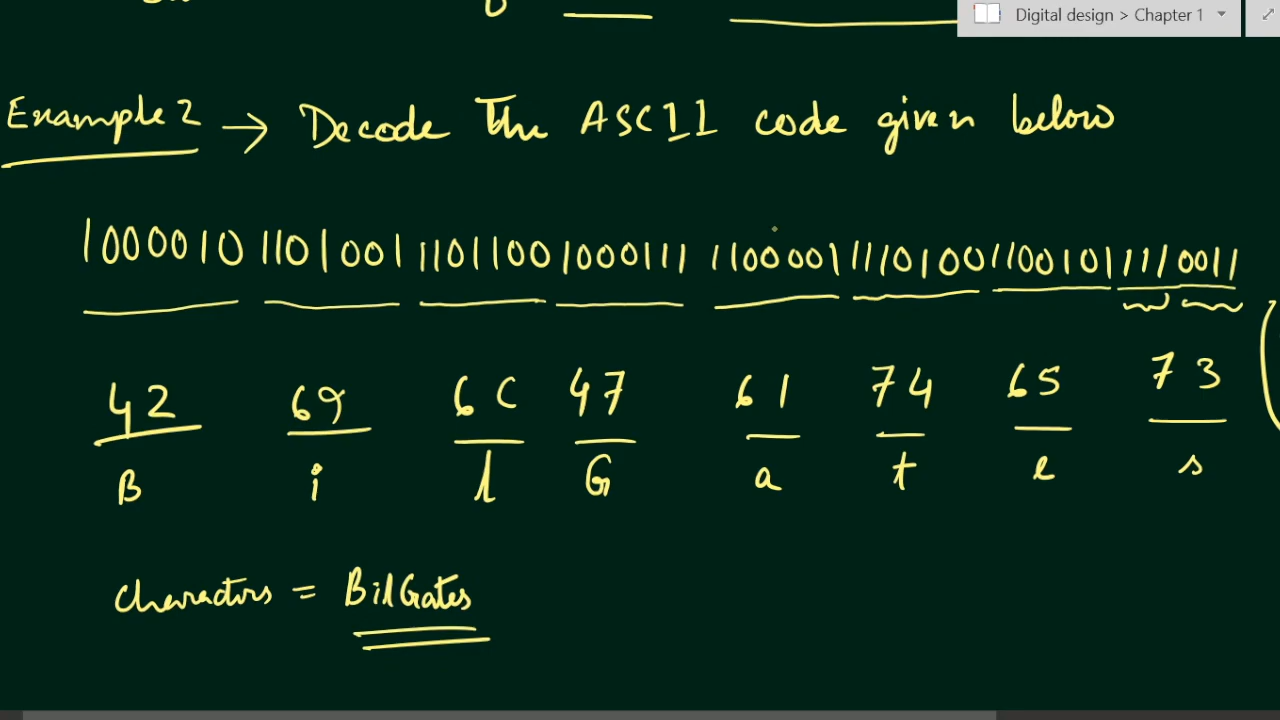 Digital design > Chapter 1
Example 2 → Decode the ASCII code given below
1000010 1101001 1101100 1000111 1100001 1110100 1100101 1110011
42 69 6C 47 61 74 65 73
B i l G a t e s
Charactors = BilGates